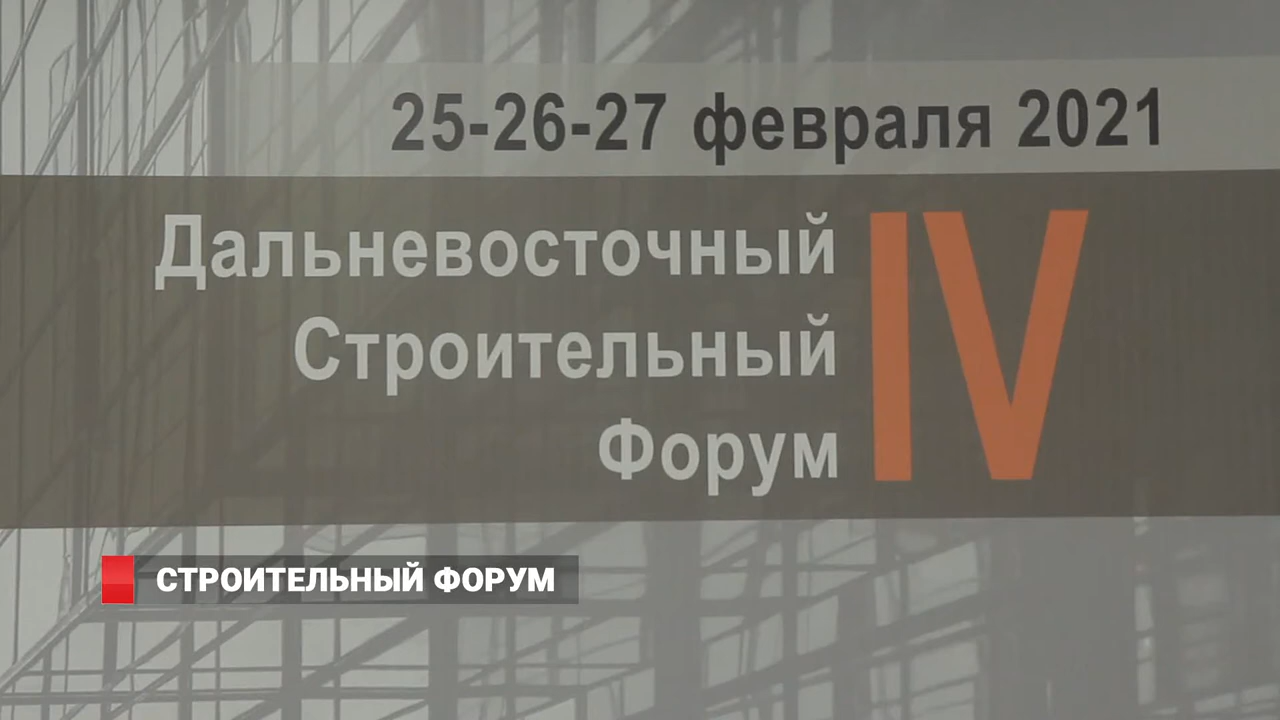 25-26-27 февраля 2021
Дальневосточный
Строительный
Форум
IV
СТРОИТЕЛЬНЫЙ ФОРУМ